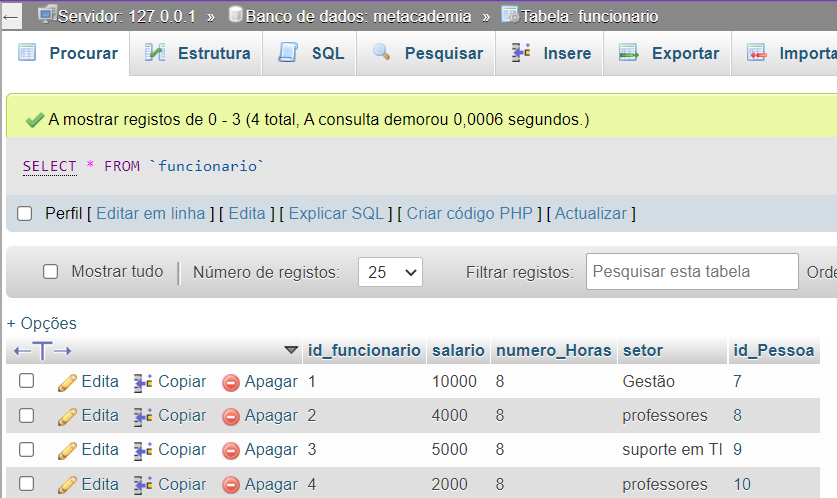 Servidor: 127.0.0.1 » Banco de dados: metacademia » Tabela: funcionario
Procurar Estrutura SQL Pesquisar Insere Exportar Importa
A mostrar registos de 0 - 3 (4 total, A consulta demorou 0,0006 segundos.)
SELECT * FROM `funcionario`
Perfil [ Editar em linha ] [ Edita ] [ Explicar SQL ] [ Criar código PHP ] [ Actualizar ]
Mostrar tudo Número de registos: 25 Filtrar registos: Pesquisar esta tabela Orde
+ Opções
←T→ id_funcionario salario numero_Horas setor id_Pessoa
Edita Copiar Apagar 1 10000 8 Gestão 7
Edita Copiar Apagar 2 4000 8 professores 8
Edita Copiar Apagar 3 5000 8 suporte em TI 9
Edita Copiar Apagar 4 2000 8 professores 10